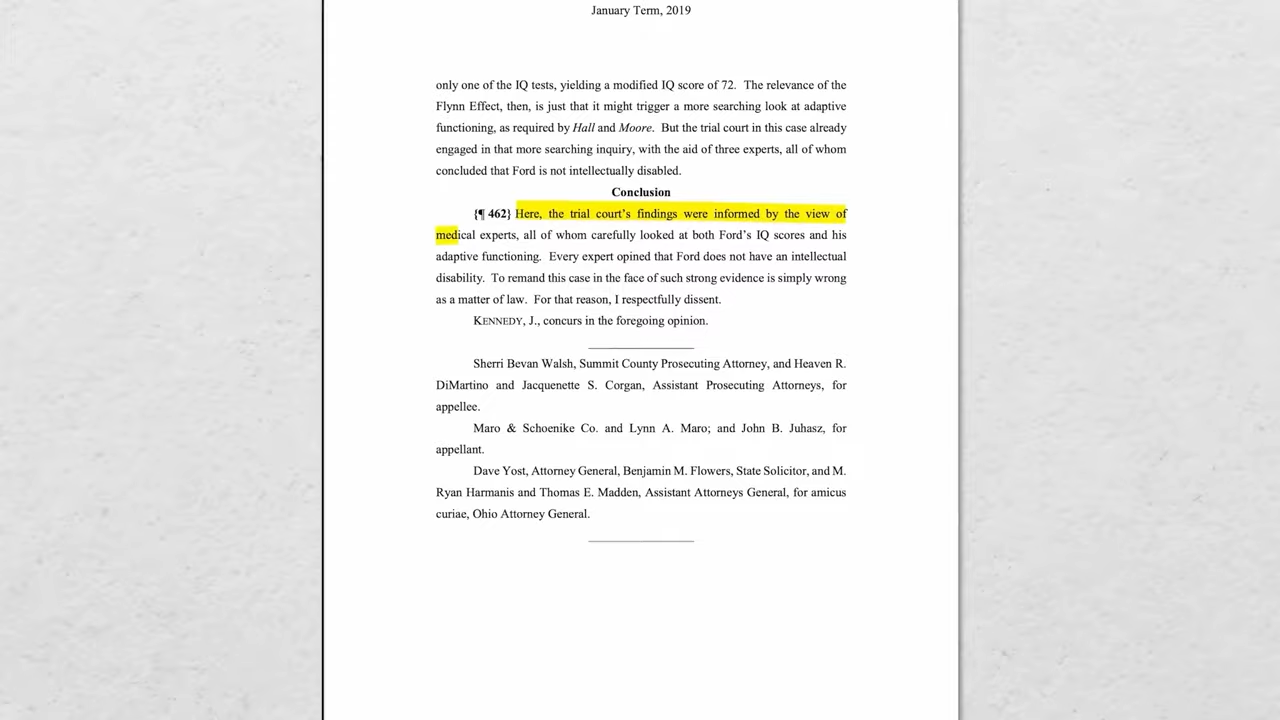 January Term, 2019
only one of the IQ tests, yielding a modified IQ score of 72. The relevance of the
Flynn Effect, then, is just that it might trigger a more searching look at adaptive
functioning, as required by Hall and Moore. But the trial court in this case already
engaged in that more searching inquiry, with the aid of three experts, all of whom
concluded that Ford is not intellectually disabled.
Conclusion
{¶ 462} Here, the trial court’s findings were informed by the view of
medical experts, all of whom carefully looked at both Ford’s IQ scores and his
adaptive functioning. Every expert opined that Ford does not have an intellectual
disability. To remand this case in the face of such strong evidence is simply wrong
as a matter of law. For that reason, I respectfully dissent.
KENNEDY, J., concurs in the foregoing opinion.
Sherri Bevan Walsh, Summit County Prosecuting Attorney, and Heaven R.
DiMartino and Jacquenette S. Corgan, Assistant Prosecuting Attorneys, for
appellee.
Maro & Schoenike Co. and Lynn A. Maro; and John B. Juhasz, for
appellant.
Dave Yost, Attorney General, Benjamin M. Flowers, State Solicitor, and M.
Ryan Harmanis and Thomas E. Madden, Assistant Attorneys General, for amicus
curiae, Ohio Attorney General.